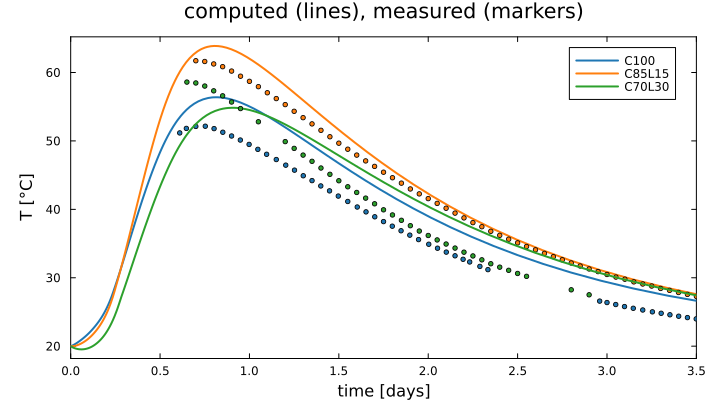 computed (lines), measured (markers)
C100
C85L15
C70L30
T [°C]
60
50
40
30
20
0.0 0.5 1.0 1.5 2.0 2.5 3.0 3.5
time [days]